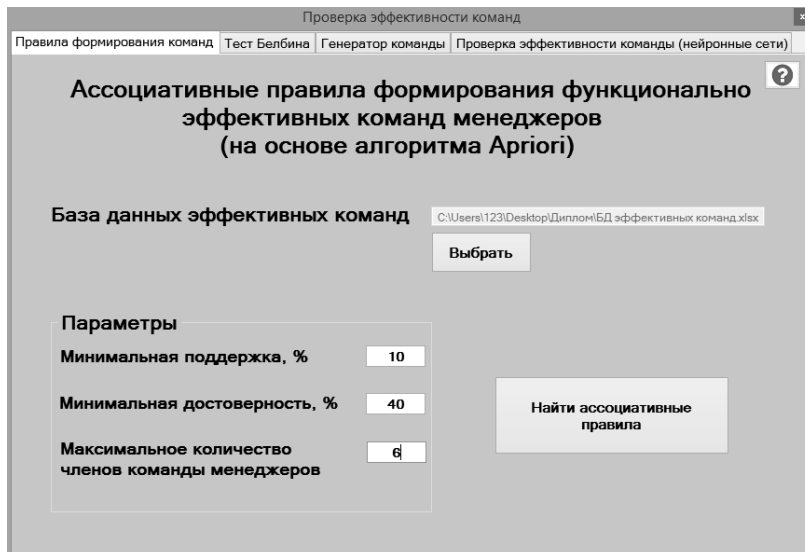 Проверка эффективности команд
x
Правила формирования команд Тест Белбина Генератор команды Проверка эффективности команды (нейронные сети)
?
Ассоциативные правила формирования функционально
эффективных команд менеджеров
(на основе алгоритма Apriori)
База данных эффективных команд C:\Users\123\Desktop\Диплом\БД эффективных команд.xlsx
Выбрать
Параметры
Минимальная поддержка, % 10
Минимальная достоверность, % 40
Найти ассоциативные
правила
Максимальное количество
членов команды менеджеров
6